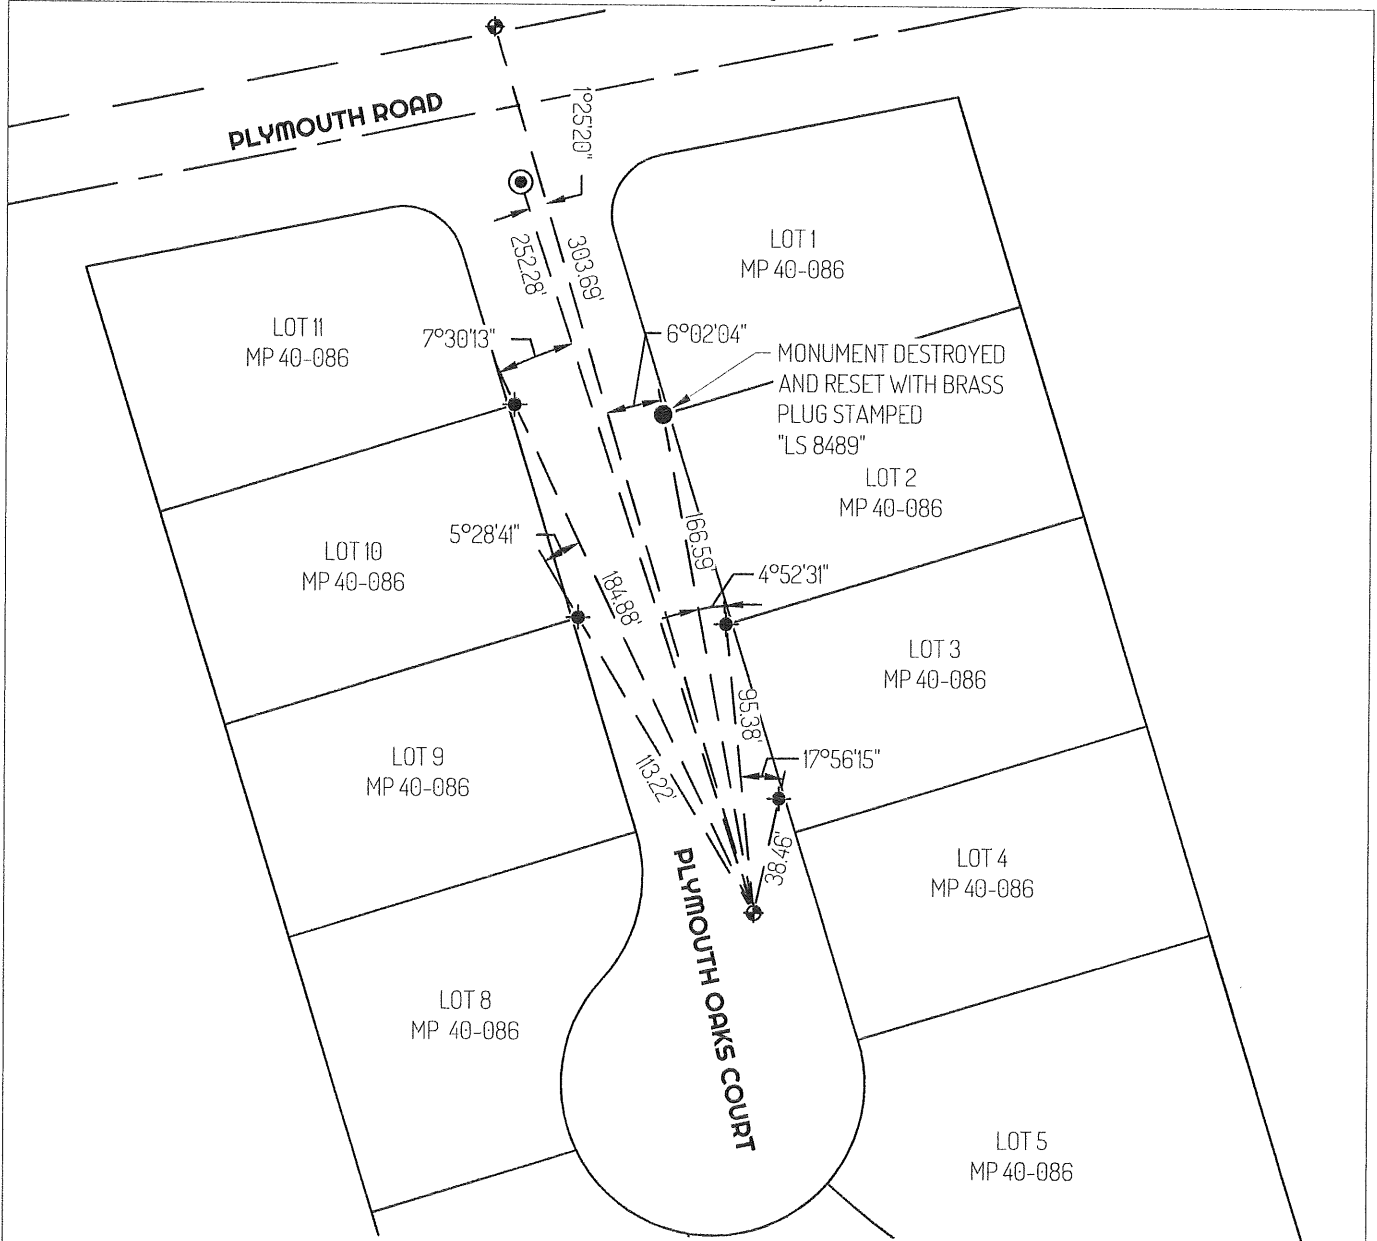 PLYMOUTH ROAD
1°25'20"
252.28'
303.69'
LOT 1
MP 40-086
LOT 11
MP 40-086
7°30'13"
6°02'04"
MONUMENT DESTROYED
AND RESET WITH BRASS
PLUG STAMPED
"LS 8489"
LOT 2
MP 40-086
5°28'41"
LOT 10
MP 40-086
166.59'
184.88'
4°52'31"
LOT 3
MP 40-086
95.38'
LOT 9
MP 40-086
113.22'
17°56'15"
38.46'
LOT 4
MP 40-086
PLYMOUTH OAKS COURT
LOT 8
MP 40-086
LOT 5
MP 40-086